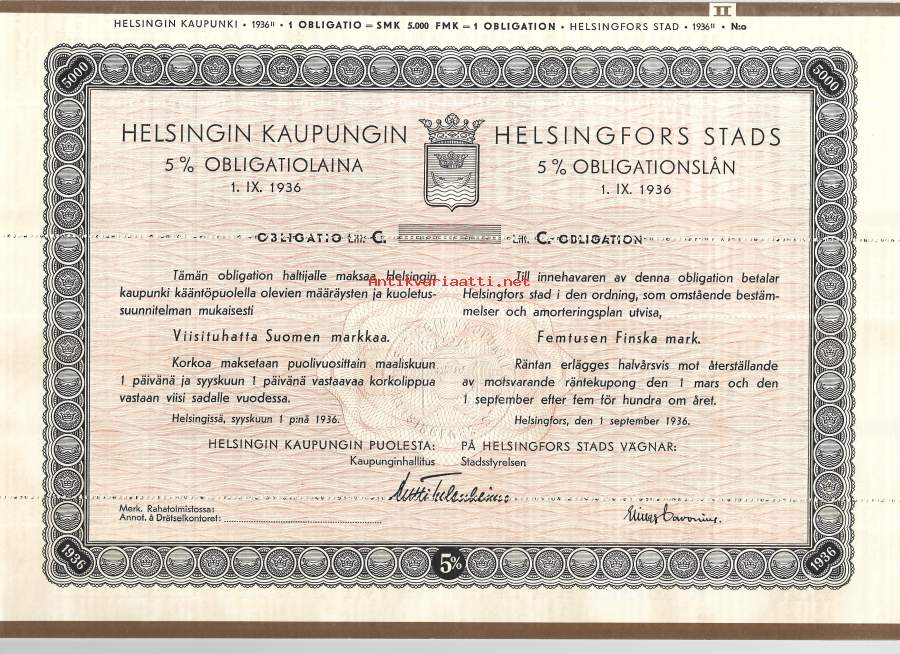 II
HELSINGIN KAUPUNKI • 1936 II • 1 OBLIGATIO = SMK 5.000 FMK = 1 OBLIGATION • HELSINGFORS STAD • 1936 II • N:o
5000
5000
HELSINGIN KAUPUNGIN
5 % OBLIGATIOLAINA
1. IX. 1936
HELSINGFORS STADS
5 % OBLIGATIONSLÅN
1. IX. 1936
OBLIGATIO Litt. C.
Litt. C. OBLIGATION
Antikvariaatti.net
Tämän obligation haltijalle maksaa Helsingin
kaupunki kääntöpuolella olevien määräysten ja kuoletus-
suunnitelman mukaisesti
Viisituhatta Suomen markkaa.
Korkoa maksetaan puolivuosittain maaliskuun
1 päivänä ja syyskuun 1 päivänä vastaavaa korkolippua
vastaan viisi sadalle vuodessa.
Helsingissä, syyskuun 1 p:nä 1936.
Till innehavaren av denna obligation betalar
Helsingfors stad i den ordning, som omstående bestäm-
melser och amorteringsplan utvisa,
Femtusen Finska mark.
Räntan erlägges halvårsvis mot återställande
av motsvarande räntekupong den 1 mars och den
1 september efter fem för hundra om året.
Helsingfors, den 1 september 1936.
HELSINGIN KAUPUNGIN PUOLESTA:
Kaupunginhallitus
PÅ HELSINGFORS STADS VÄGNAR:
Stadsstyrelsen
Merk. Rahatoimistossa:
Annot. å Drätselkontoret:
1936
5%
1936